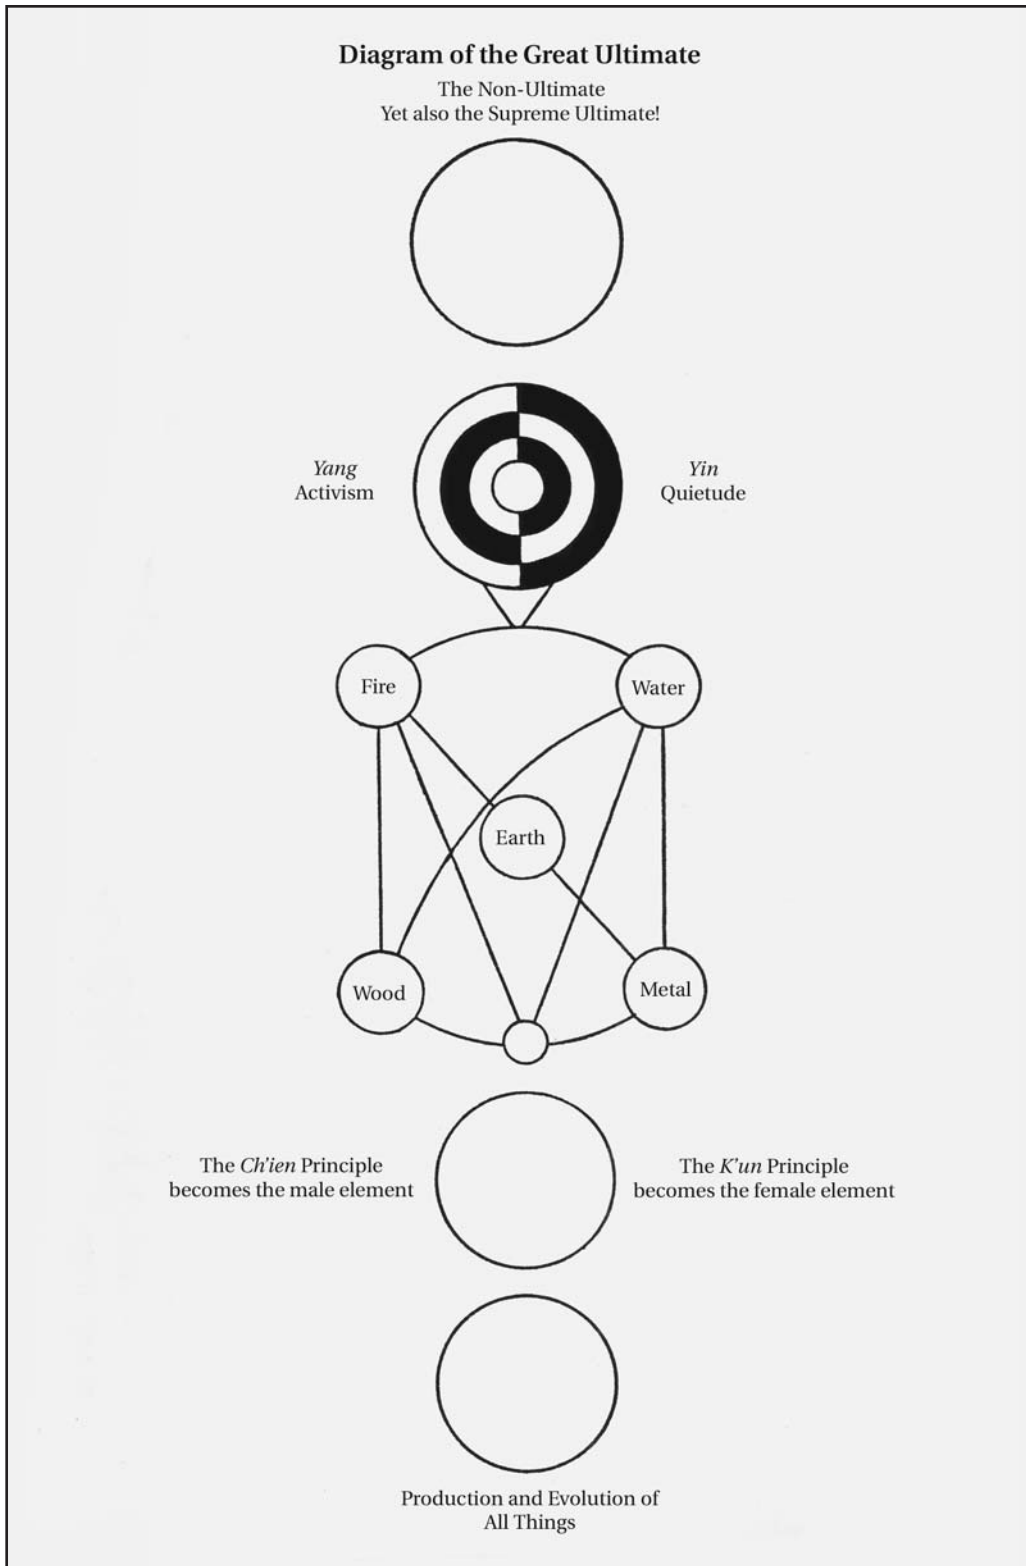 Diagram of the Great Ultimate
The Non-Ultimate
Yet also the Supreme Ultimate!
Yang
Activism
Yin
Quietude
Fire
Water
Earth
Wood
Metal
The Ch'ien Principle
becomes the male element
The K'un Principle
becomes the female element
Production and Evolution of
All Things